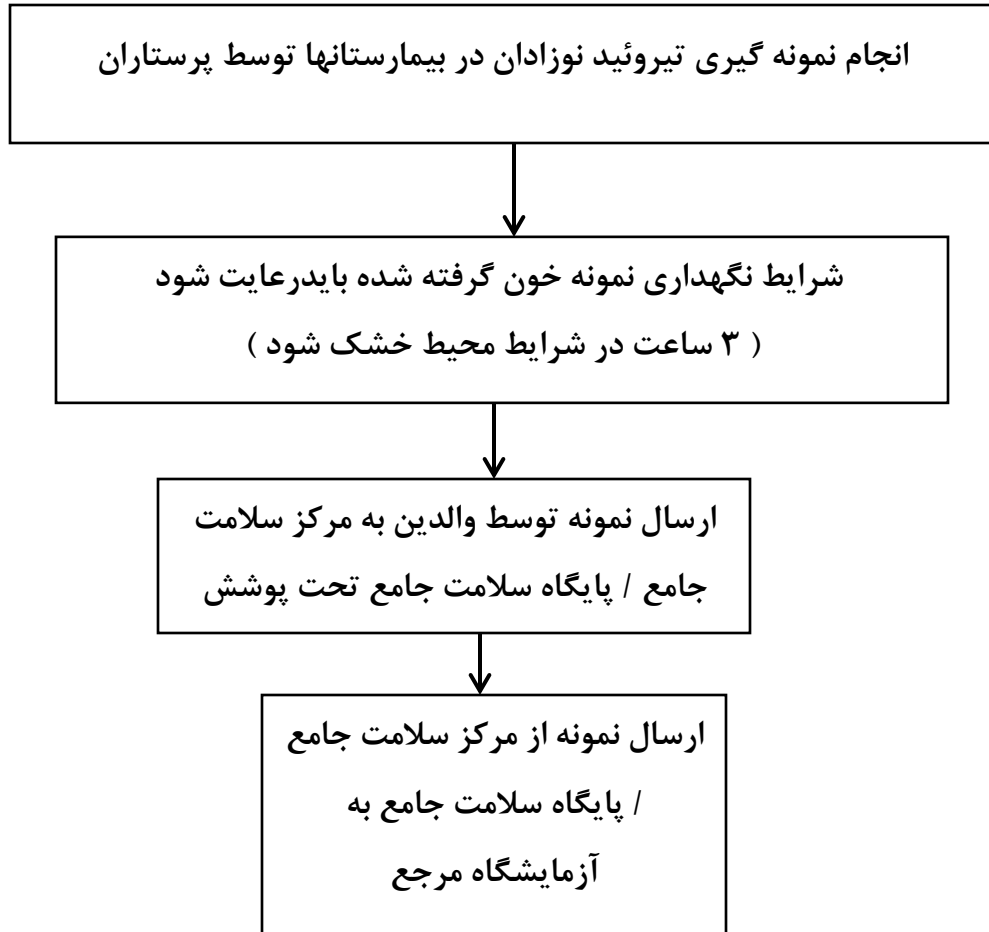 انجام نمونه گیری تیروئید نوزادان در بیمارستانها توسط پرستاران
شرایط نگهداری نمونه خون گرفته شده بایدرعایت شود
( ۳ ساعت در شرایط محیط خشک شود )
ارسال نمونه توسط والدین به مرکز سلامت
جامع / پایگاه سلامت جامع تحت پوشش
ارسال نمونه از مرکز سلامت جامع
/ پایگاه سلامت جامع به
آزمایشگاه مرجع